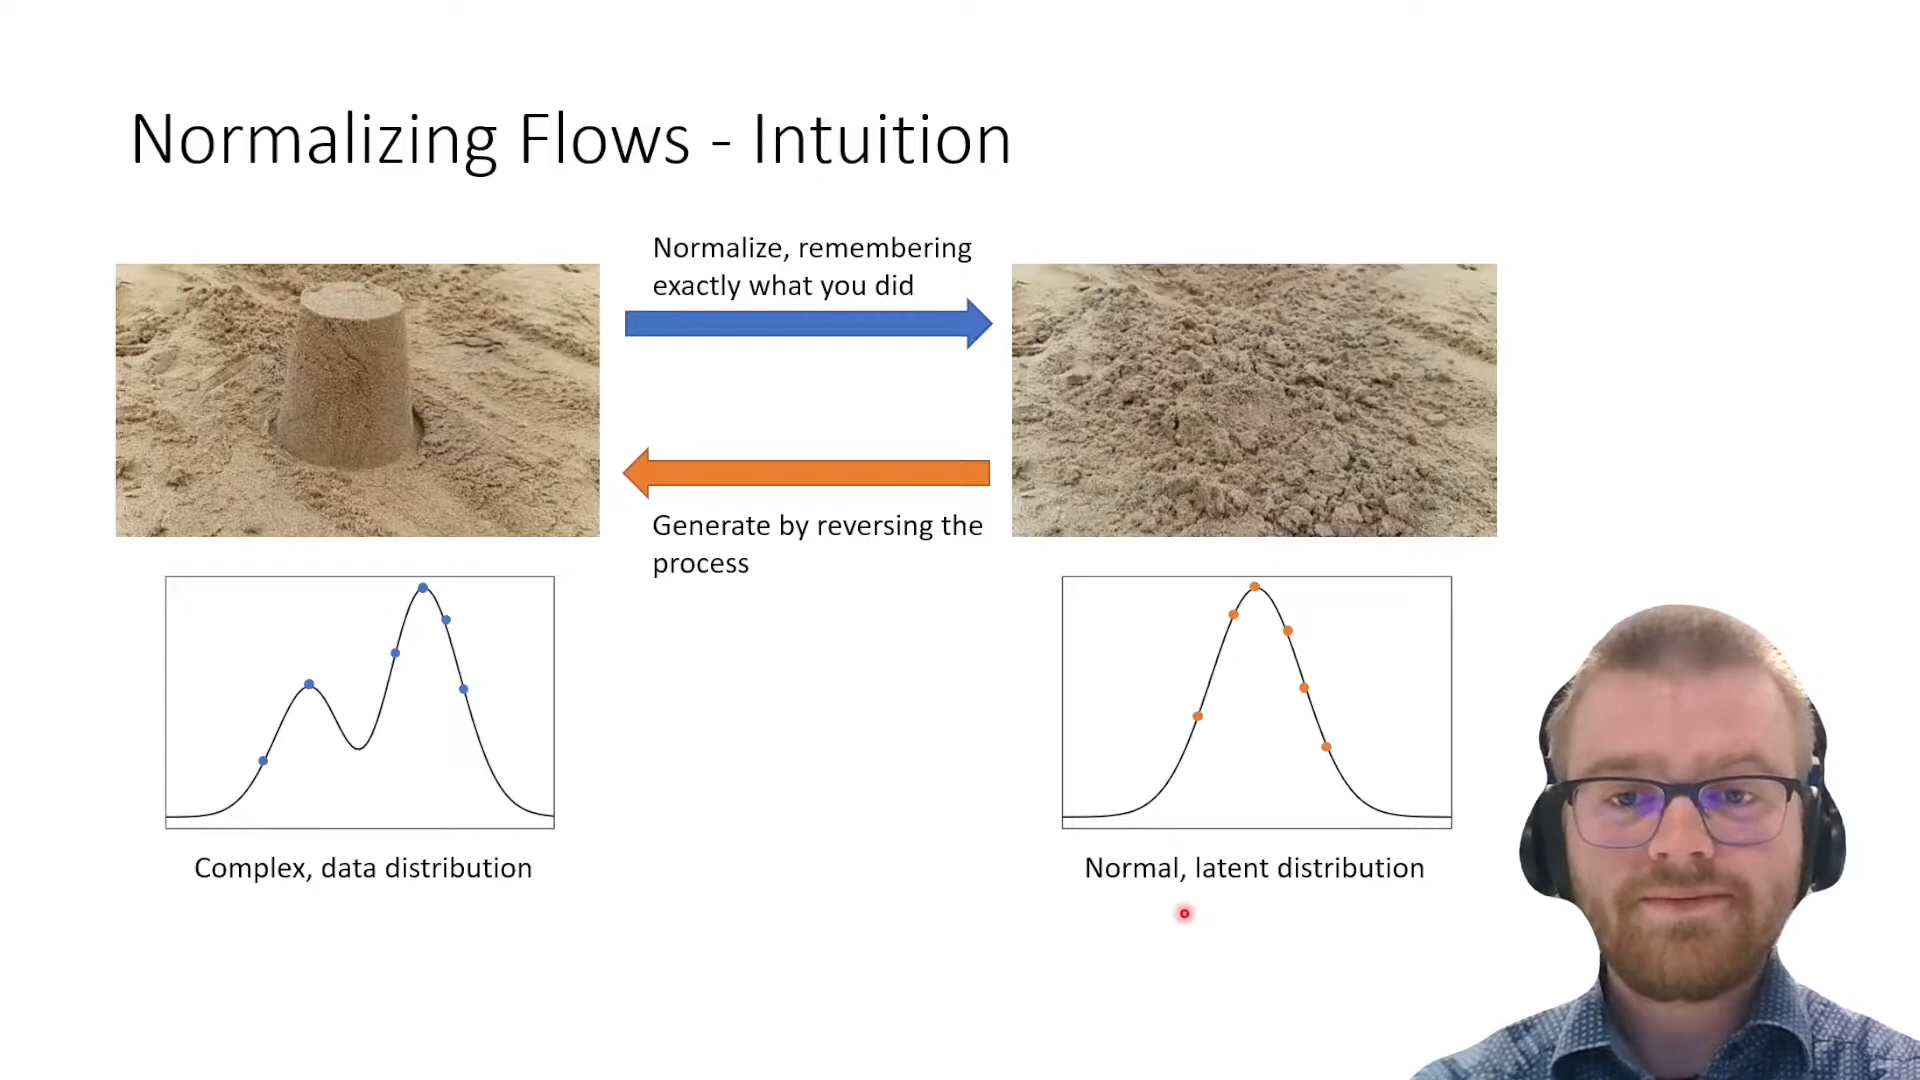 Normalizing Flows - Intuition
Normalize, remembering
exactly what you did
Generate by reversing the
process
Complex, data distribution
Normal, latent distribution